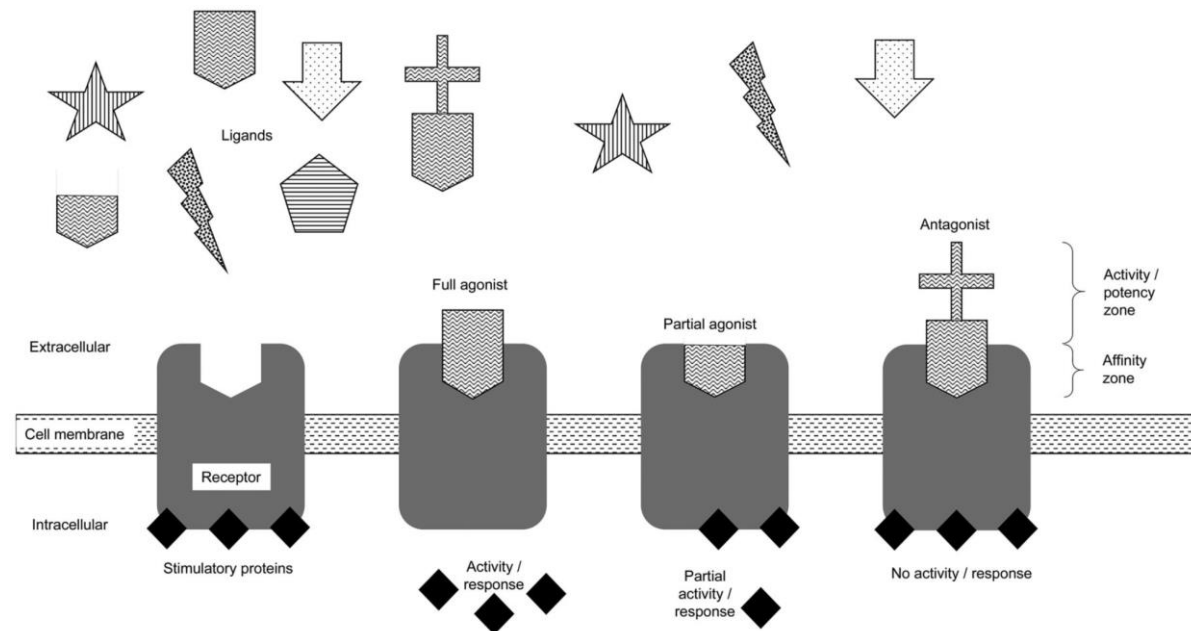 Ligands
Antagonist
Full agonist
Activity /
potency
zone
Partial agonist
Extracellular
Affinity
zone
Cell membrane
Receptor
Intracellular
Stimulatory proteins
Activity /
response
Partial
activity /
response
No activity / response